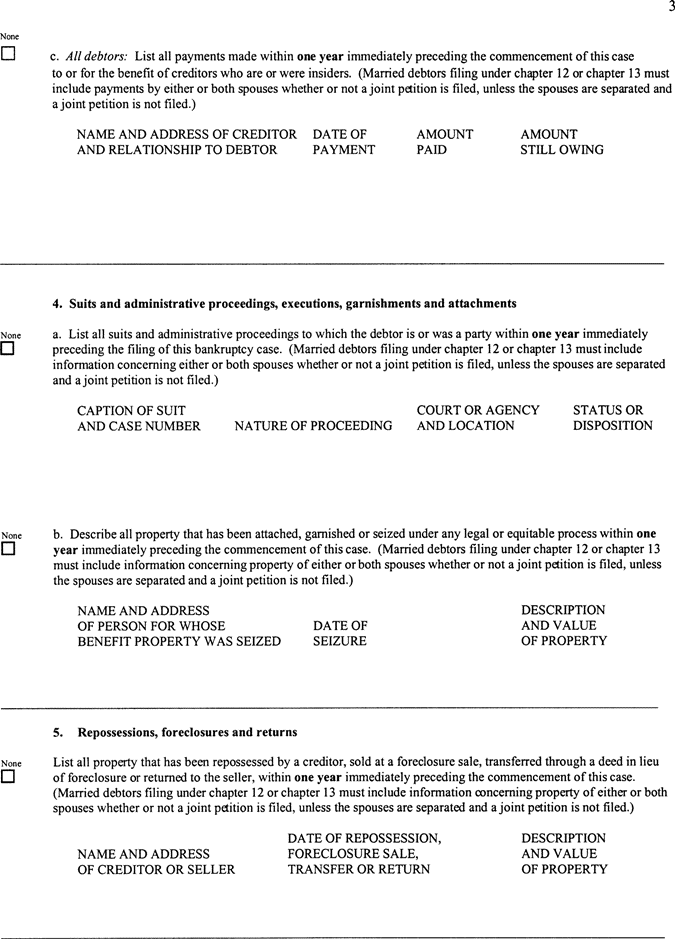 3
None
c. All debtors: List all payments made within one year immediately preceding the commencement of this case
to or for the benefit of creditors who are or were insiders. (Married debtors filing under chapter 12 or chapter 13 must
include payments by either or both spouses whether or not a joint petition is filed, unless the spouses are separated and
a joint petition is not filed.)
NAME AND ADDRESS OF CREDITOR DATE OF AMOUNT AMOUNT
AND RELATIONSHIP TO DEBTOR PAYMENT PAID STILL OWING
4. Suits and administrative proceedings, executions, garnishments and attachments
None a. List all suits and administrative proceedings to which the debtor is or was a party within one year immediately
preceding the filing of this bankruptcy case. (Married debtors filing under chapter 12 or chapter 13 must include
information concerning either or both spouses whether or not a joint petition is filed, unless the spouses are separated
and a joint petition is not filed.)
CAPTION OF SUIT COURT OR AGENCY STATUS OR
AND CASE NUMBER NATURE OF PROCEEDING AND LOCATION DISPOSITION
None b. Describe all property that has been attached, garnished or seized under any legal or equitable process within one
year immediately preceding the commencement of this case. (Married debtors filing under chapter 12 or chapter 13
must include information concerning property of either or both spouses whether or not a joint petition is filed, unless
the spouses are separated and a joint petition is not filed.)
NAME AND ADDRESS DESCRIPTION
OF PERSON FOR WHOSE DATE OF AND VALUE
BENEFIT PROPERTY WAS SEIZED SEIZURE OF PROPERTY
5. Repossessions, foreclosures and returns
None List all property that has been repossessed by a creditor, sold at a foreclosure sale, transferred through a deed in lieu
of foreclosure or returned to the seller, within one year immediately preceding the commencement of this case.
(Married debtors filing under chapter 12 or chapter 13 must include information concerning property of either or both
spouses whether or not a joint petition is filed, unless the spouses are separated and a joint petition is not filed.)
DATE OF REPOSSESSION, DESCRIPTION
NAME AND ADDRESS FORECLOSURE SALE, AND VALUE
OF CREDITOR OR SELLER TRANSFER OR RETURN OF PROPERTY